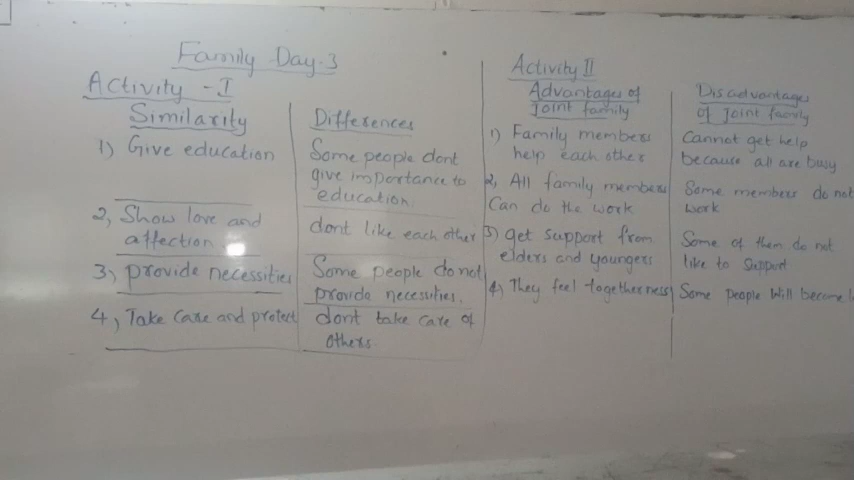 Family Day-3
Activity - I
Similarity
1) Give education
2, Show love and
affection
3) provide necessities
4, Take care and protect
Differences
Some people dont
give importance to
education.
dont like each other
Some people do not
provide necessities.
dont take care of
others.
Activity II
Advantages of
Joint family
1) Family members
help each other
2, All family members
Can do the work
3) get support from
elders and youngers
4, They feel togetherness
Disadvantages
of Joint family
Cannot get help
because all are busy
Some members do not
work
Some of them do not
like to support
Some people will become